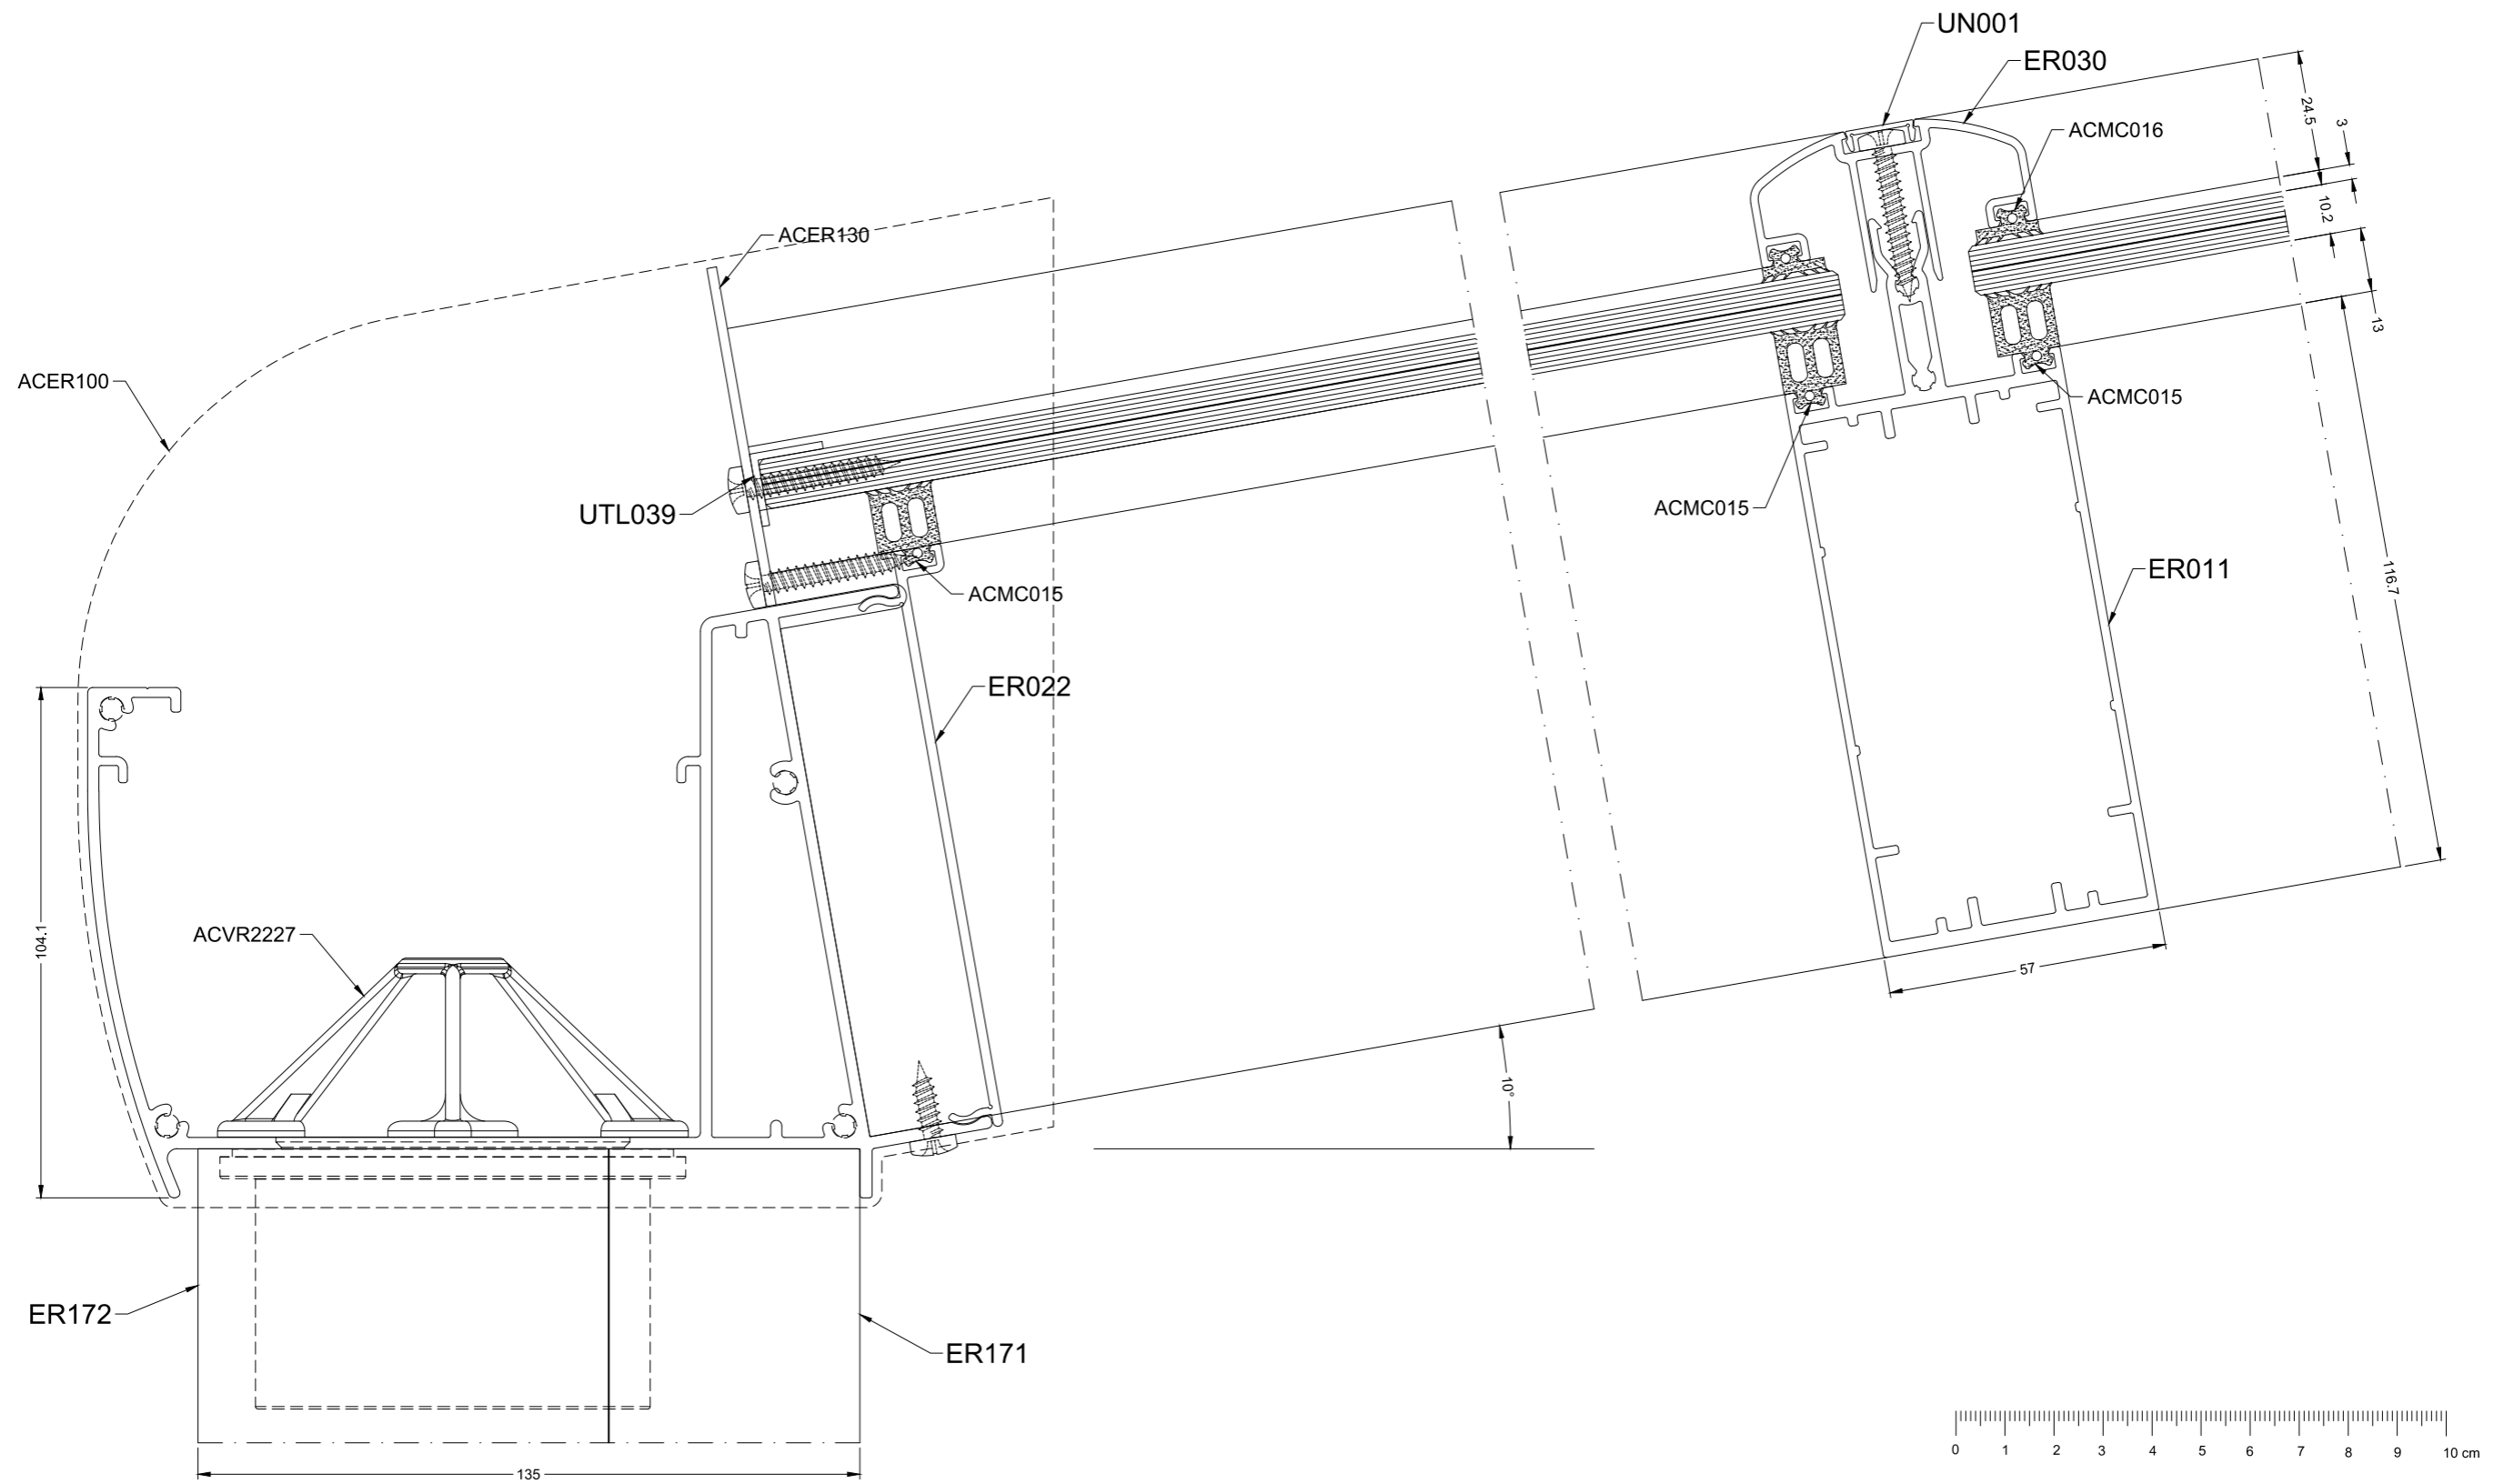 UN001
ER030
24.5
3
ACMC016
10.2
ACER130
13
ACER100
ACMC015
ACMC015
UTL039
ER011
116.7
ACMC015
ER022
104.1
ACVR2227
57
10°
ER172
ER171
135
0 1 2 3 4 5 6 7 8 9 10 cm